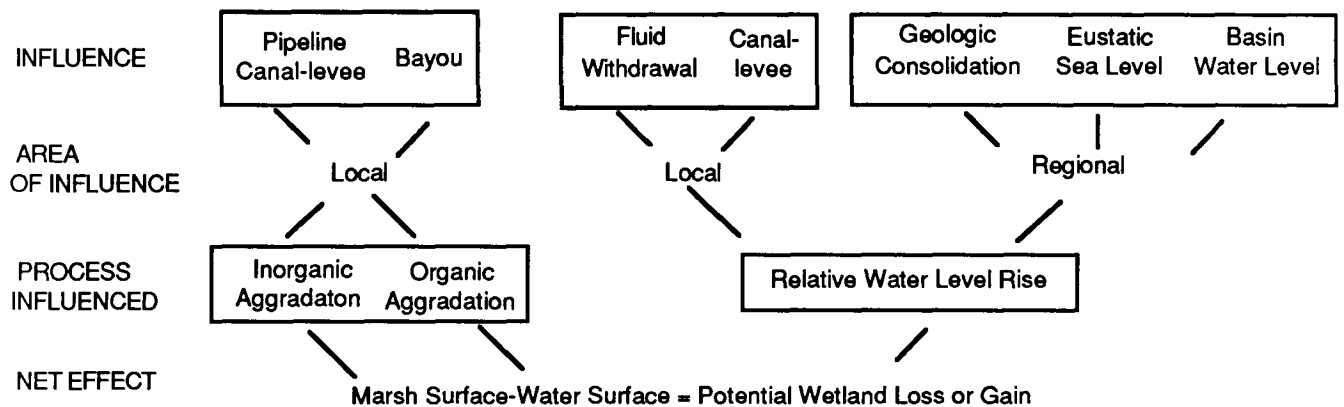 INFLUENCE
Pipeline
Canal-levee
Bayou
Fluid
Withdrawal
Canal-
levee
Geologic
Consolidation
Eustatic
Sea Level
Basin
Water Level
AREA
OF INFLUENCE
Local
Local
Regional
PROCESS
INFLUENCED
Inorganic
Aggradaton
Organic
Aggradation
Relative Water Level Rise
NET EFFECT
Marsh Surface-Water Surface = Potential Wetland Loss or Gain